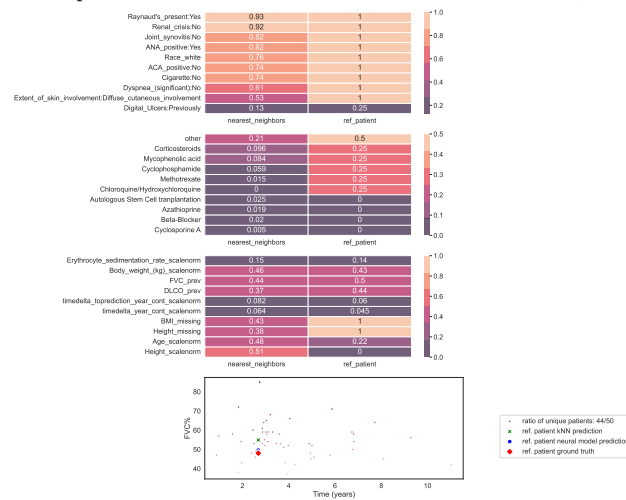 Raynaud's_present:Yes 0.93 1 1.0
Renal_crisis:No 0.92 1
Joint_synovitis:No 0.82 1 0.8
ANA_positive:Yes 0.82 1
Race_white 0.76 1 0.6
ACA_positive:No 0.74 1
Cigarette:No 0.74 1 0.4
Dyspnea_(significant):No 0.61 1
Extent_of_skin_involvement:Diffuse_cutaneous_involvement 0.53 1 0.2
Digital_Ulcers:Previously 0.13 0.25
nearest_neighbors ref_patient
other 0.21 0.5 0.5
Corticosteroids 0.096 0.25
Mycophenolic acid 0.084 0.25 0.4
Cyclophosphamide 0.059 0.25
Methotrexate 0.015 0.25 0.3
Chloroquine/Hydroxychloroquine 0 0.25 0.2
Autologous Stem Cell tranplantation 0.025 0
Azathioprine 0.019 0 0.1
Beta-Blocker 0.02 0
Cyclosporine A 0.005 0 0.0
nearest_neighbors ref_patient
Erythrocyte_sedimentation_rate_scalenorm 0.15 0.14 1.0
Body_weight_(kg)_scalenorm 0.46 0.43
FVC_prev 0.44 0.5 0.8
DLCO_prev 0.37 0.44
timedelta_toprediction_year_cont_scalenorm 0.082 0.06 0.6
timedelta_year_cont_scalenorm 0.064 0.045
BMI_missing 0.43 1 0.4
Height_missing 0.38 1
Age_scalenorm 0.48 0.22 0.2
Height_scalenorm 0.51 0 0.0
nearest_neighbors ref_patient
80
70
60
50
40
FVC%
2 4 6 8 10
Time (years)
ratio of unique patients: 44/50
ref. patient kNN prediction
ref. patient neural model predictio
ref. patient ground truth